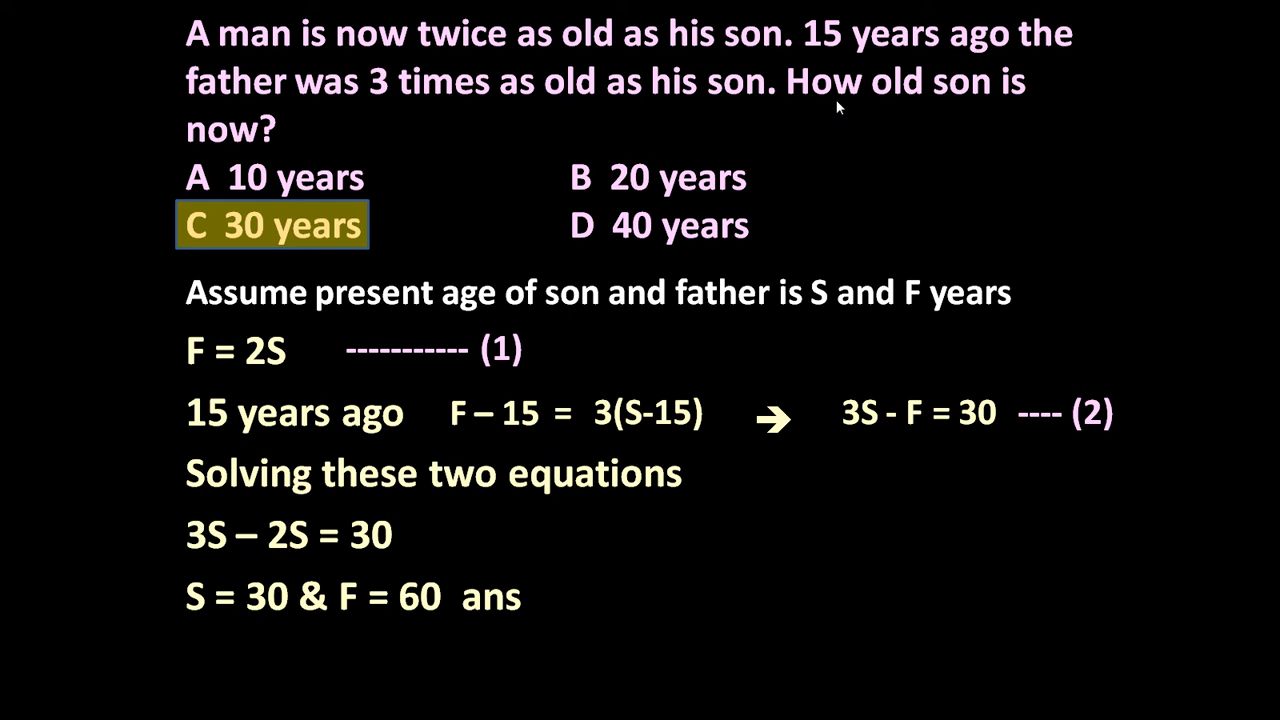 A man is now twice as old as his son. 15 years ago the
father was 3 times as old as his son. How old son is
now?
A 10 years B 20 years
C 30 years D 40 years
Assume present age of son and father is S and F years
F = 2S ----------- (1)
15 years ago F – 15 = 3(S-15) ➔ 3S - F = 30 ---- (2)
Solving these two equations
3S – 2S = 30
S = 30 & F = 60 ans